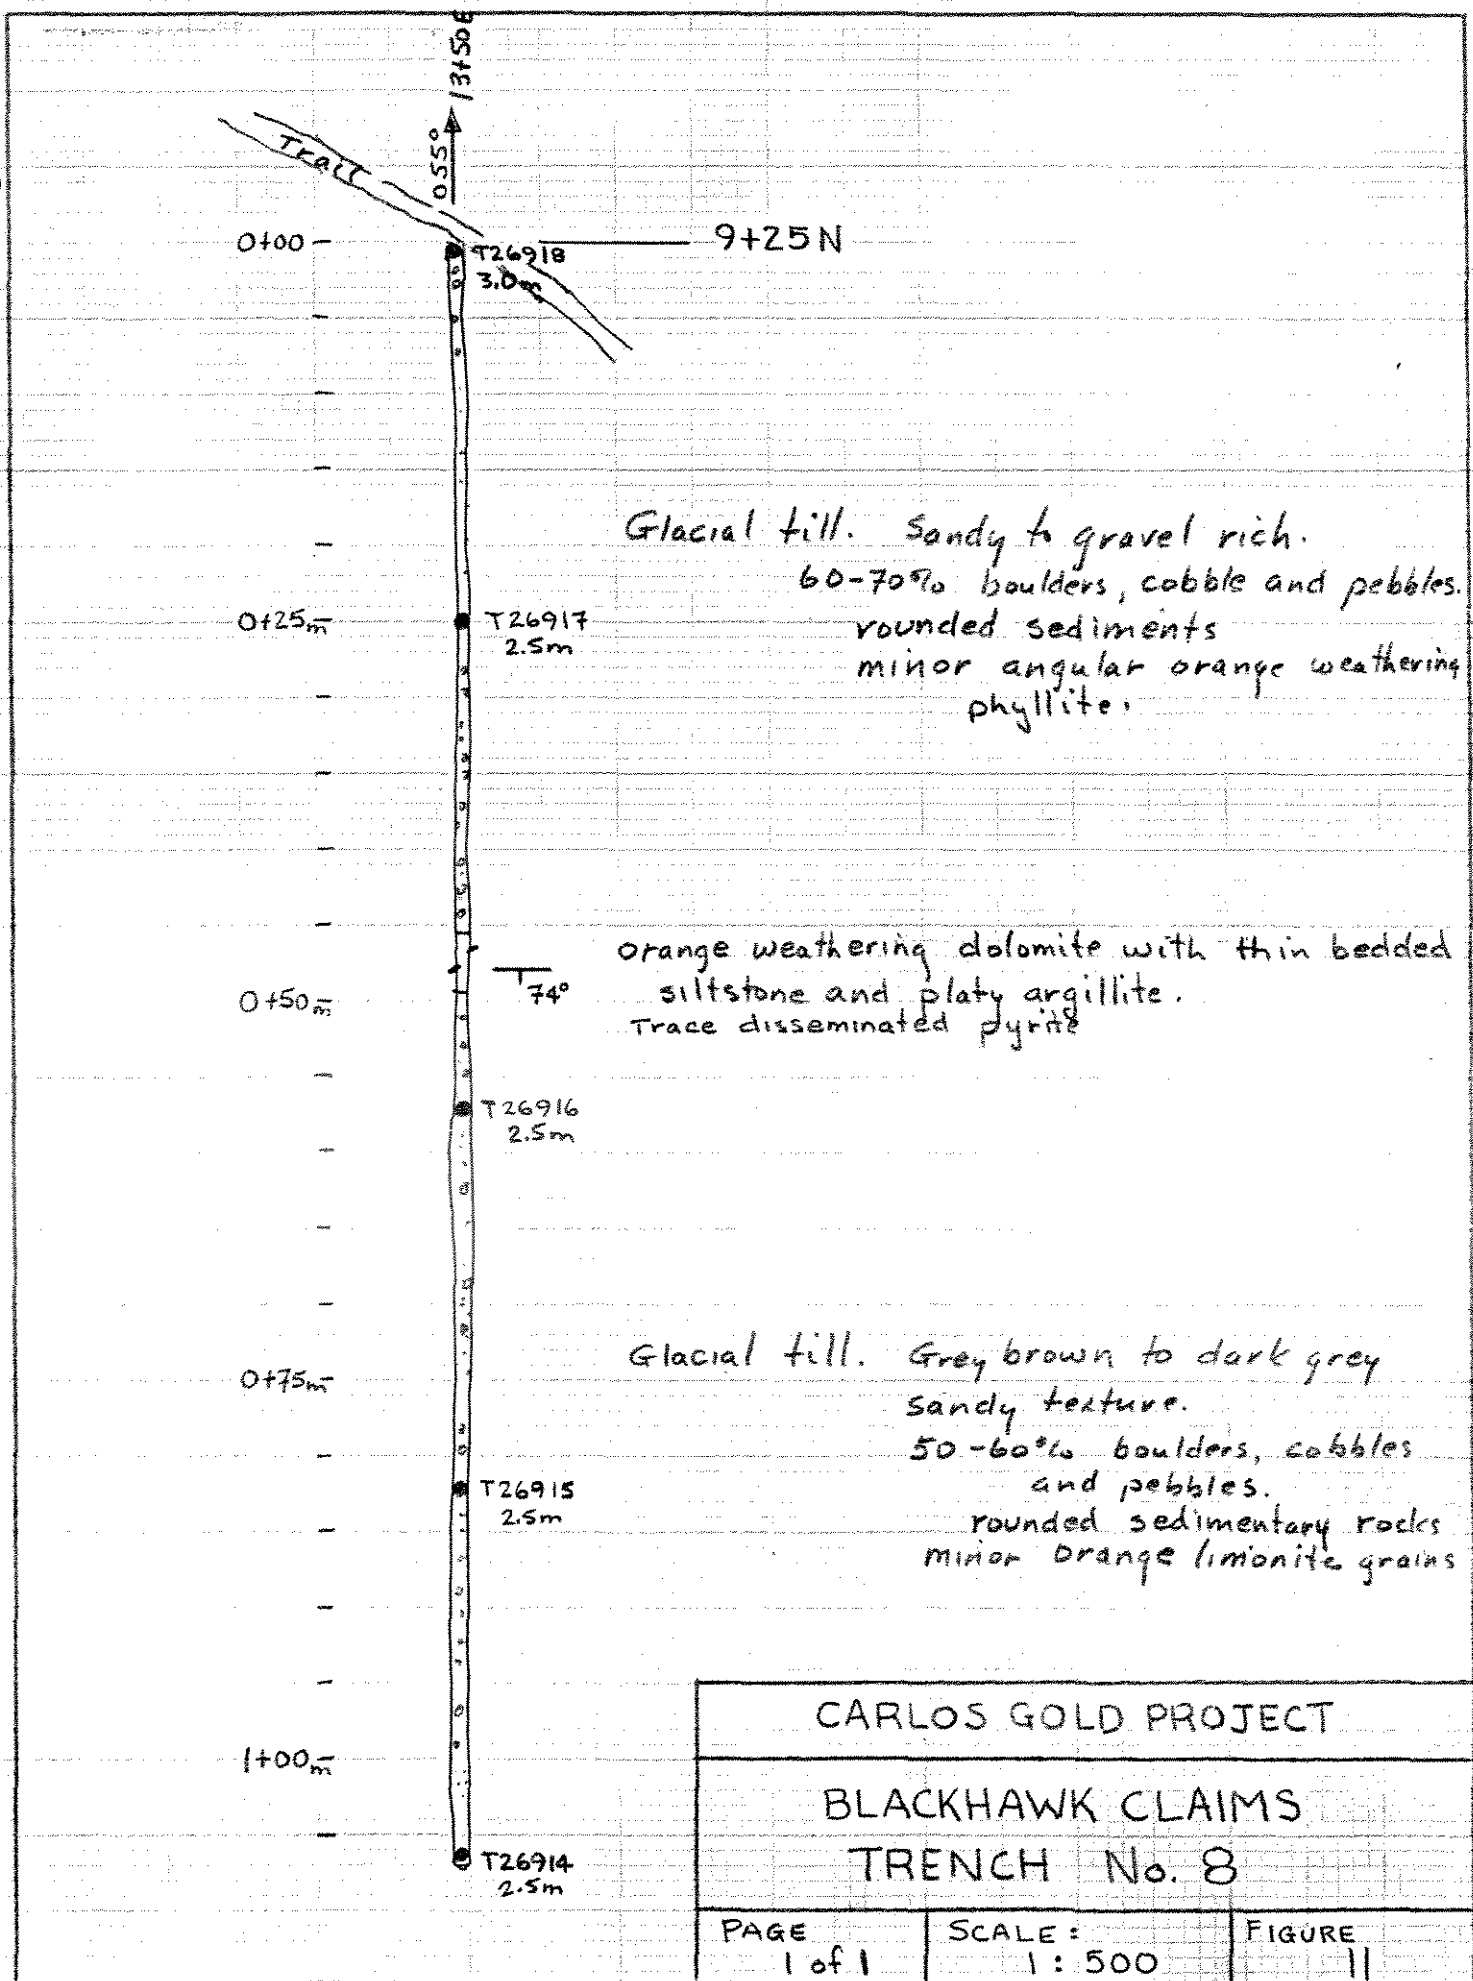 13+50E
055°
Trail
0+00
9+25N
T26918
3.0m
Glacial till. Sandy to gravel rich.
60-70% boulders, cobble and pebbles.
rounded sediments
minor angular orange weathering
phyllite.
0+25m
T26917
2.5m
orange weathering dolomite with thin bedded
siltstone and platy argillite.
Trace disseminated pyrite
74°
0+50m
T26916
2.5m
Glacial till. Grey brown to dark grey
sandy texture.
50-60% boulders, cobbles
and pebbles.
rounded sedimentary rocks
minor orange limonite grains
0+75m
T26915
2.5m
1+00m
T26914
2.5m
CARLOS GOLD PROJECT
BLACKHAWK CLAIMS
TRENCH No. 8
PAGE
1 of 1
SCALE:
1:500
FIGURE
11